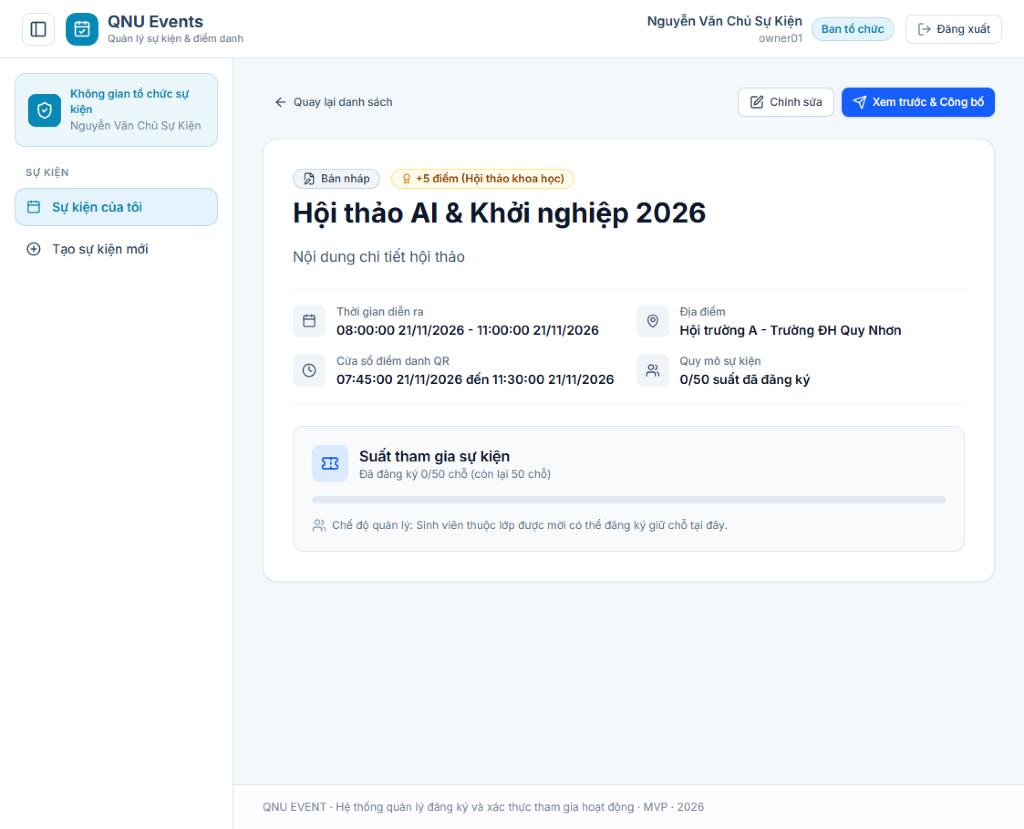 QNU Events
Quản lý sự kiện & điểm danh
Nguyễn Văn Chủ Sự Kiện
owner01
Ban tổ chức
Đăng xuất
Không gian tổ chức sự
kiện
Nguyễn Văn Chủ Sự Kiện
SỰ KIỆN
Sự kiện của tôi
Tạo sự kiện mới
Quay lại danh sách
Chỉnh sửa
Xem trước & Công bố
Bản nháp
+5 điểm (Hội thảo khoa học)
Hội thảo AI & Khởi nghiệp 2026
Nội dung chi tiết hội thảo
Thời gian diễn ra
08:00:00 21/11/2026 - 11:00:00 21/11/2026
Địa điểm
Hội trường A - Trường ĐH Quy Nhơn
Cửa sổ điểm danh QR
07:45:00 21/11/2026 đến 11:30:00 21/11/2026
Quy mô sự kiện
0/50 suất đã đăng ký
Suất tham gia sự kiện
Đã đăng ký 0/50 chỗ (còn lại 50 chỗ)
Chế độ quản lý: Sinh viên thuộc lớp được mời có thể đăng ký giữ chỗ tại đây.
QNU EVENT · Hệ thống quản lý đăng ký và xác thực tham gia hoạt động · MVP · 2026